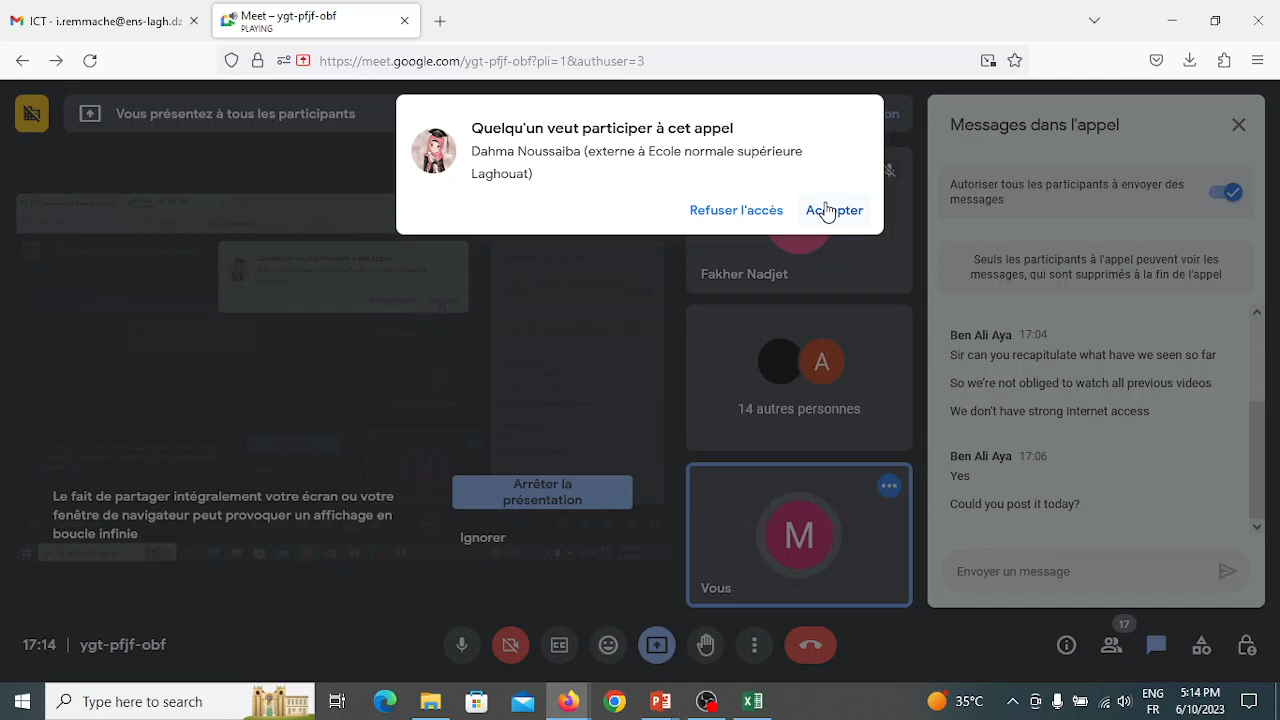 ICT - i.remmache@ens-lagh.dz
Meet – ygt-pfjf-obf
PLAYING
https://meet.google.com/ygt-pfjf-obf?pli=1&authuser=3
Vous présentez à tous les participants
Quelqu'un veut participer à cet appel
Dahma Noussaiba (externe à Ecole normale supérieure
Laghouat)
Refuser l'accès
Accepter
Fakher Nadjet
A
14 autres personnes
M
Vous
Le fait de partager intégralement votre écran ou votre
fenêtre de navigateur peut provoquer un affichage en
boucle infinie
Arrêter la
présentation
Ignorer
Messages dans l'appel
Autoriser tous les participants à envoyer des
messages
Seuls les participants à l'appel peuvent voir les
messages, qui sont supprimés à la fin de l'appel
Ben Ali Aya 17:04
Sir can you recapitulate what have we seen so far
So we're not obliged to watch all previous videos
We don't have strong Internet access
Ben Ali Aya 17:06
Yes
Could you post it today?
Envoyer un message
17:14 | ygt-pfjf-obf
17
Type here to search
35°C
ENG
FR
5:14 PM
6/10/2023